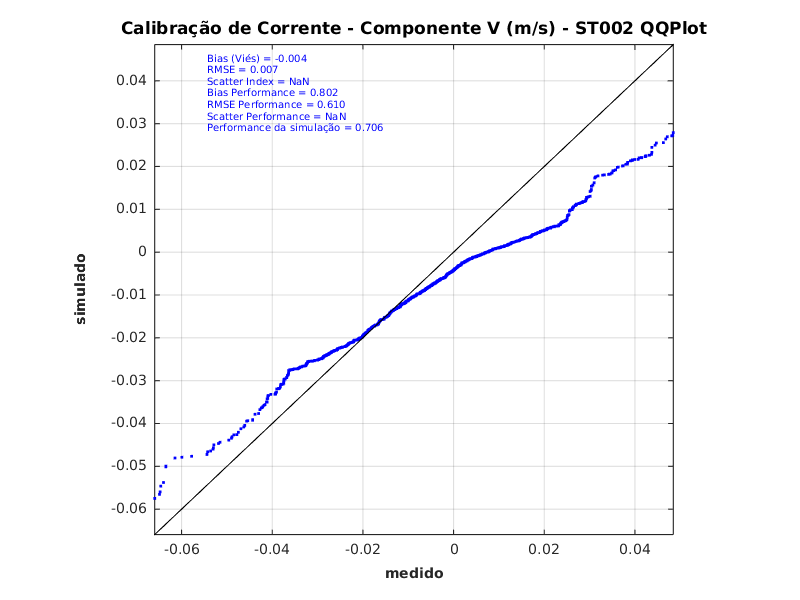 Calibração de Corrente - Componente V (m/s) - ST002 QQPlot
Bias (Viés) = -0.004
RMSE = 0.007
Scatter Index = NaN
Bias Performance = 0.802
RMSE Performance = 0.610
Scatter Performance = NaN
Performance da simulação = 0.706
0.04
0.03
0.02
0.01
0
-0.01
-0.02
-0.03
-0.04
-0.05
-0.06
simulado
-0.06 -0.04 -0.02 0 0.02 0.04
medido